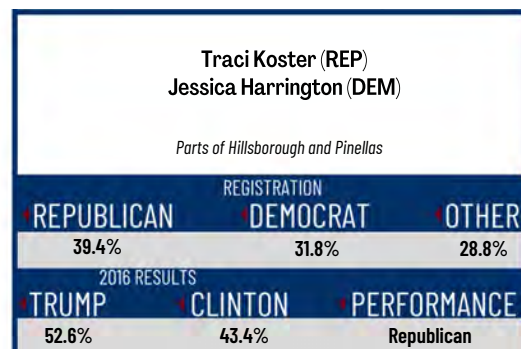 Traci Koster (REP)
Jessica Harrington (DEM)
Parts of Hillsborough and Pinellas
REGISTRATION
REPUBLICAN DEMOCRAT OTHER
39.4% 31.8% 28.8%
2016 RESULTS
TRUMP CLINTON PERFORMANCE
52.6% 43.4% Republican